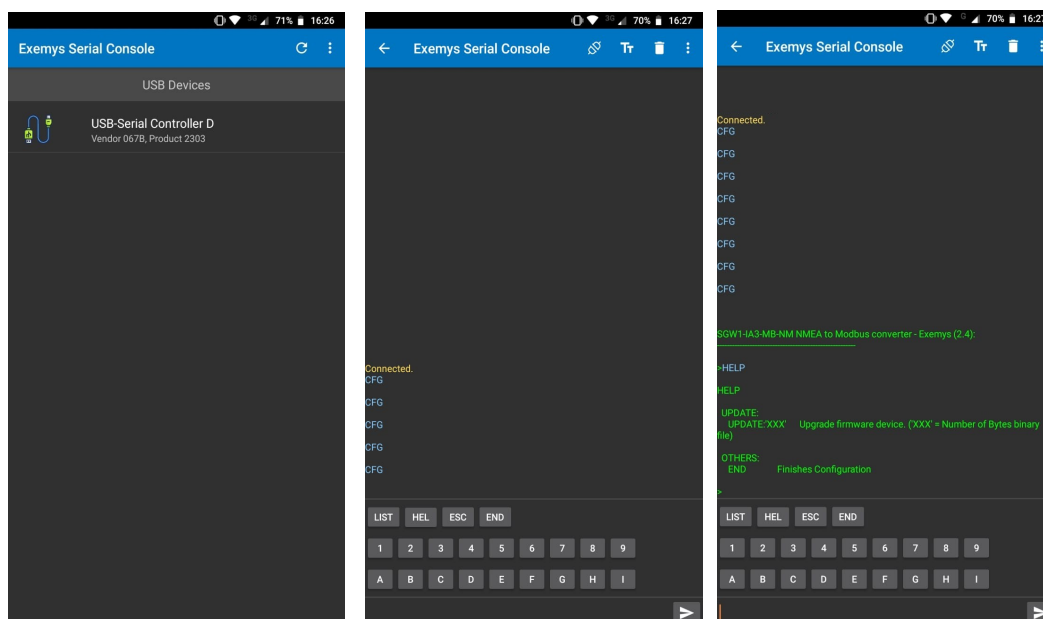 3G 71% 16:26
Exemys Serial Console
USB Devices
USB-Serial Controller D
Vendor 067B, Product 2303
3G 70% 16:27
Exemys Serial Console
Connected.
CFG
CFG
CFG
CFG
CFG
LIST HEL ESC END
1 2 3 4 5 6 7 8 9
A B C D E F G H I
G 70% 16:27
Exemys Serial Console
Connected.
CFG
CFG
CFG
CFG
CFG
CFG
CFG
CFG
SGW1-IA3-MB-NM NMEA to Modbus converter - Exemys (2.4):
>HELP
HELP
UPDATE:
UPDATE:'XXX' Upgrade firmware device. ('XXX' = Number of Bytes binary
file)
OTHERS:
END Finishes Configuration
>
LIST HEL ESC END
1 2 3 4 5 6 7 8 9
A B C D E F G H I